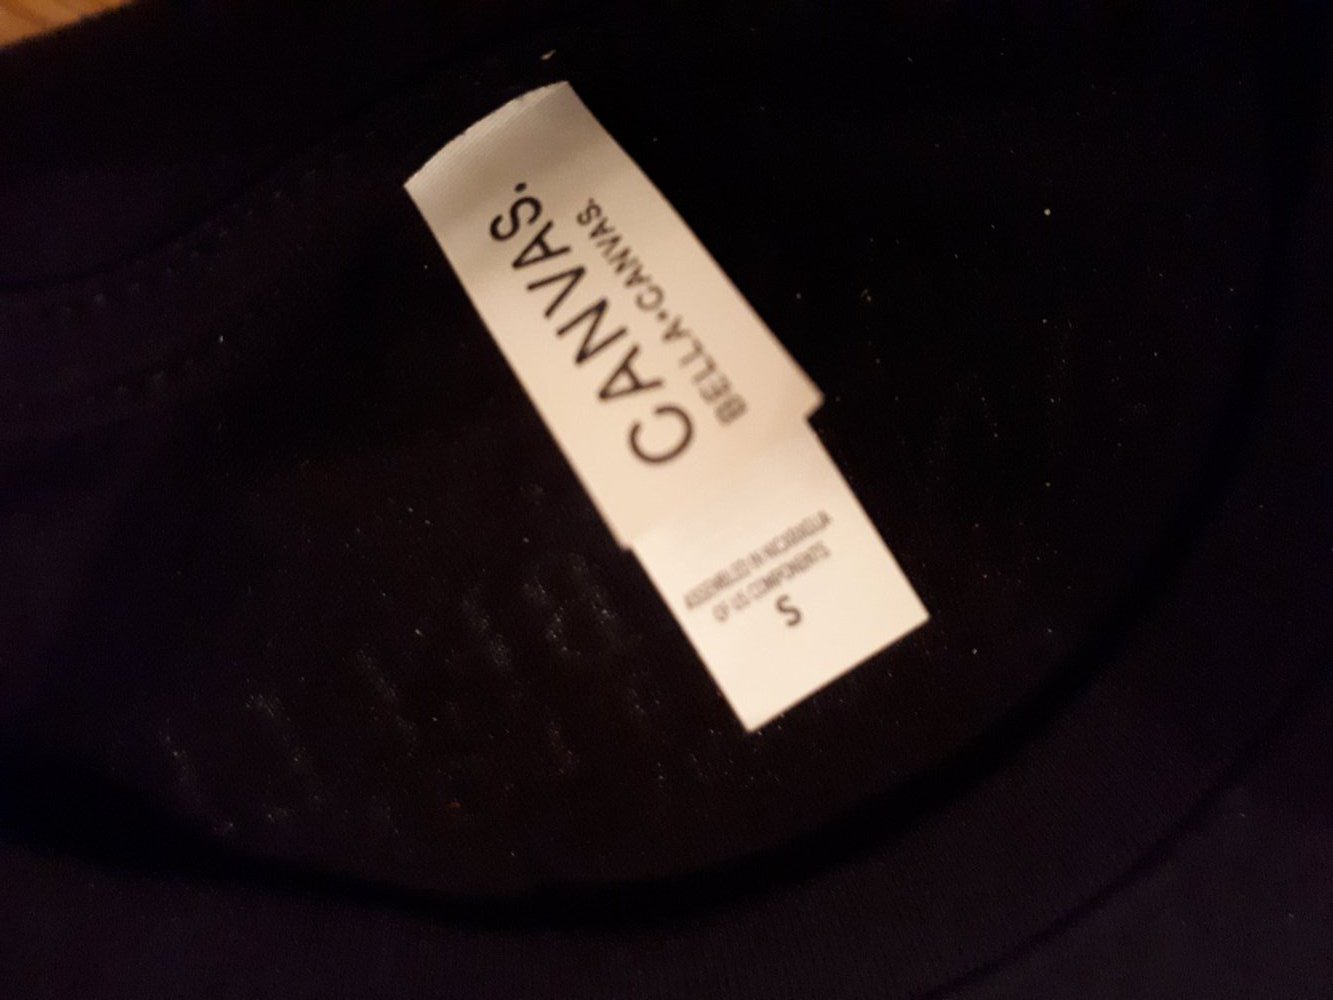 CANVAS.
BELLA+CANVAS.
ASSEMBLED IN NICARAGUA
OF US COMPONENTS
S